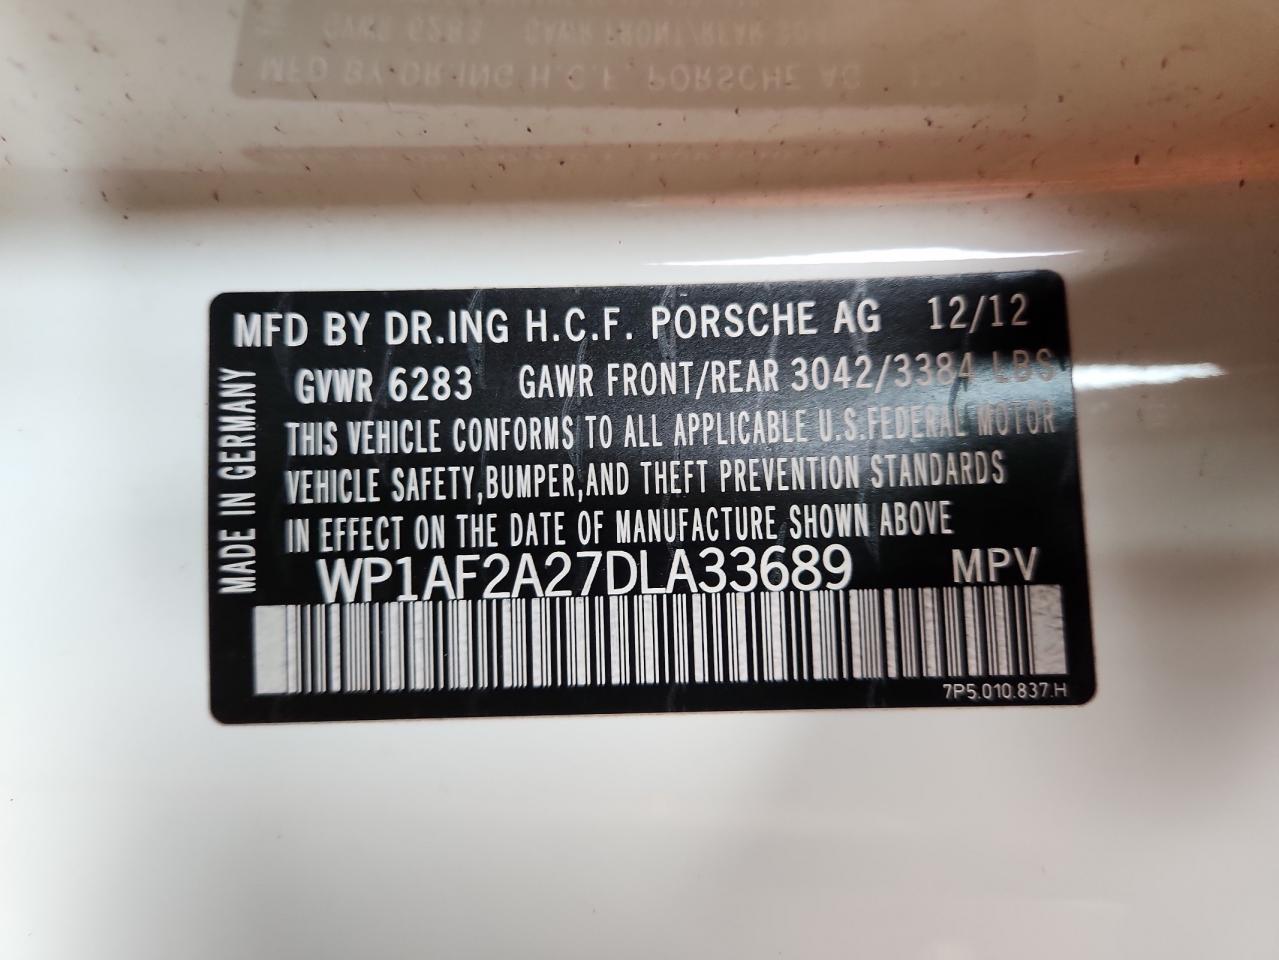 MFD BY DR.ING H.C.F. PORSCHE AG 12/12
GVWR 6283 GAWR FRONT/REAR 3042/3384 LBS
THIS VEHICLE CONFORMS TO ALL APPLICABLE U.S.FEDERAL MOTOR
VEHICLE SAFETY,BUMPER,AND THEFT PREVENTION STANDARDS
IN EFFECT ON THE DATE OF MANUFACTURE SHOWN ABOVE
WP1AF2A27DLA33689 MPV
7P5.010.837.H
MADE IN GERMANY